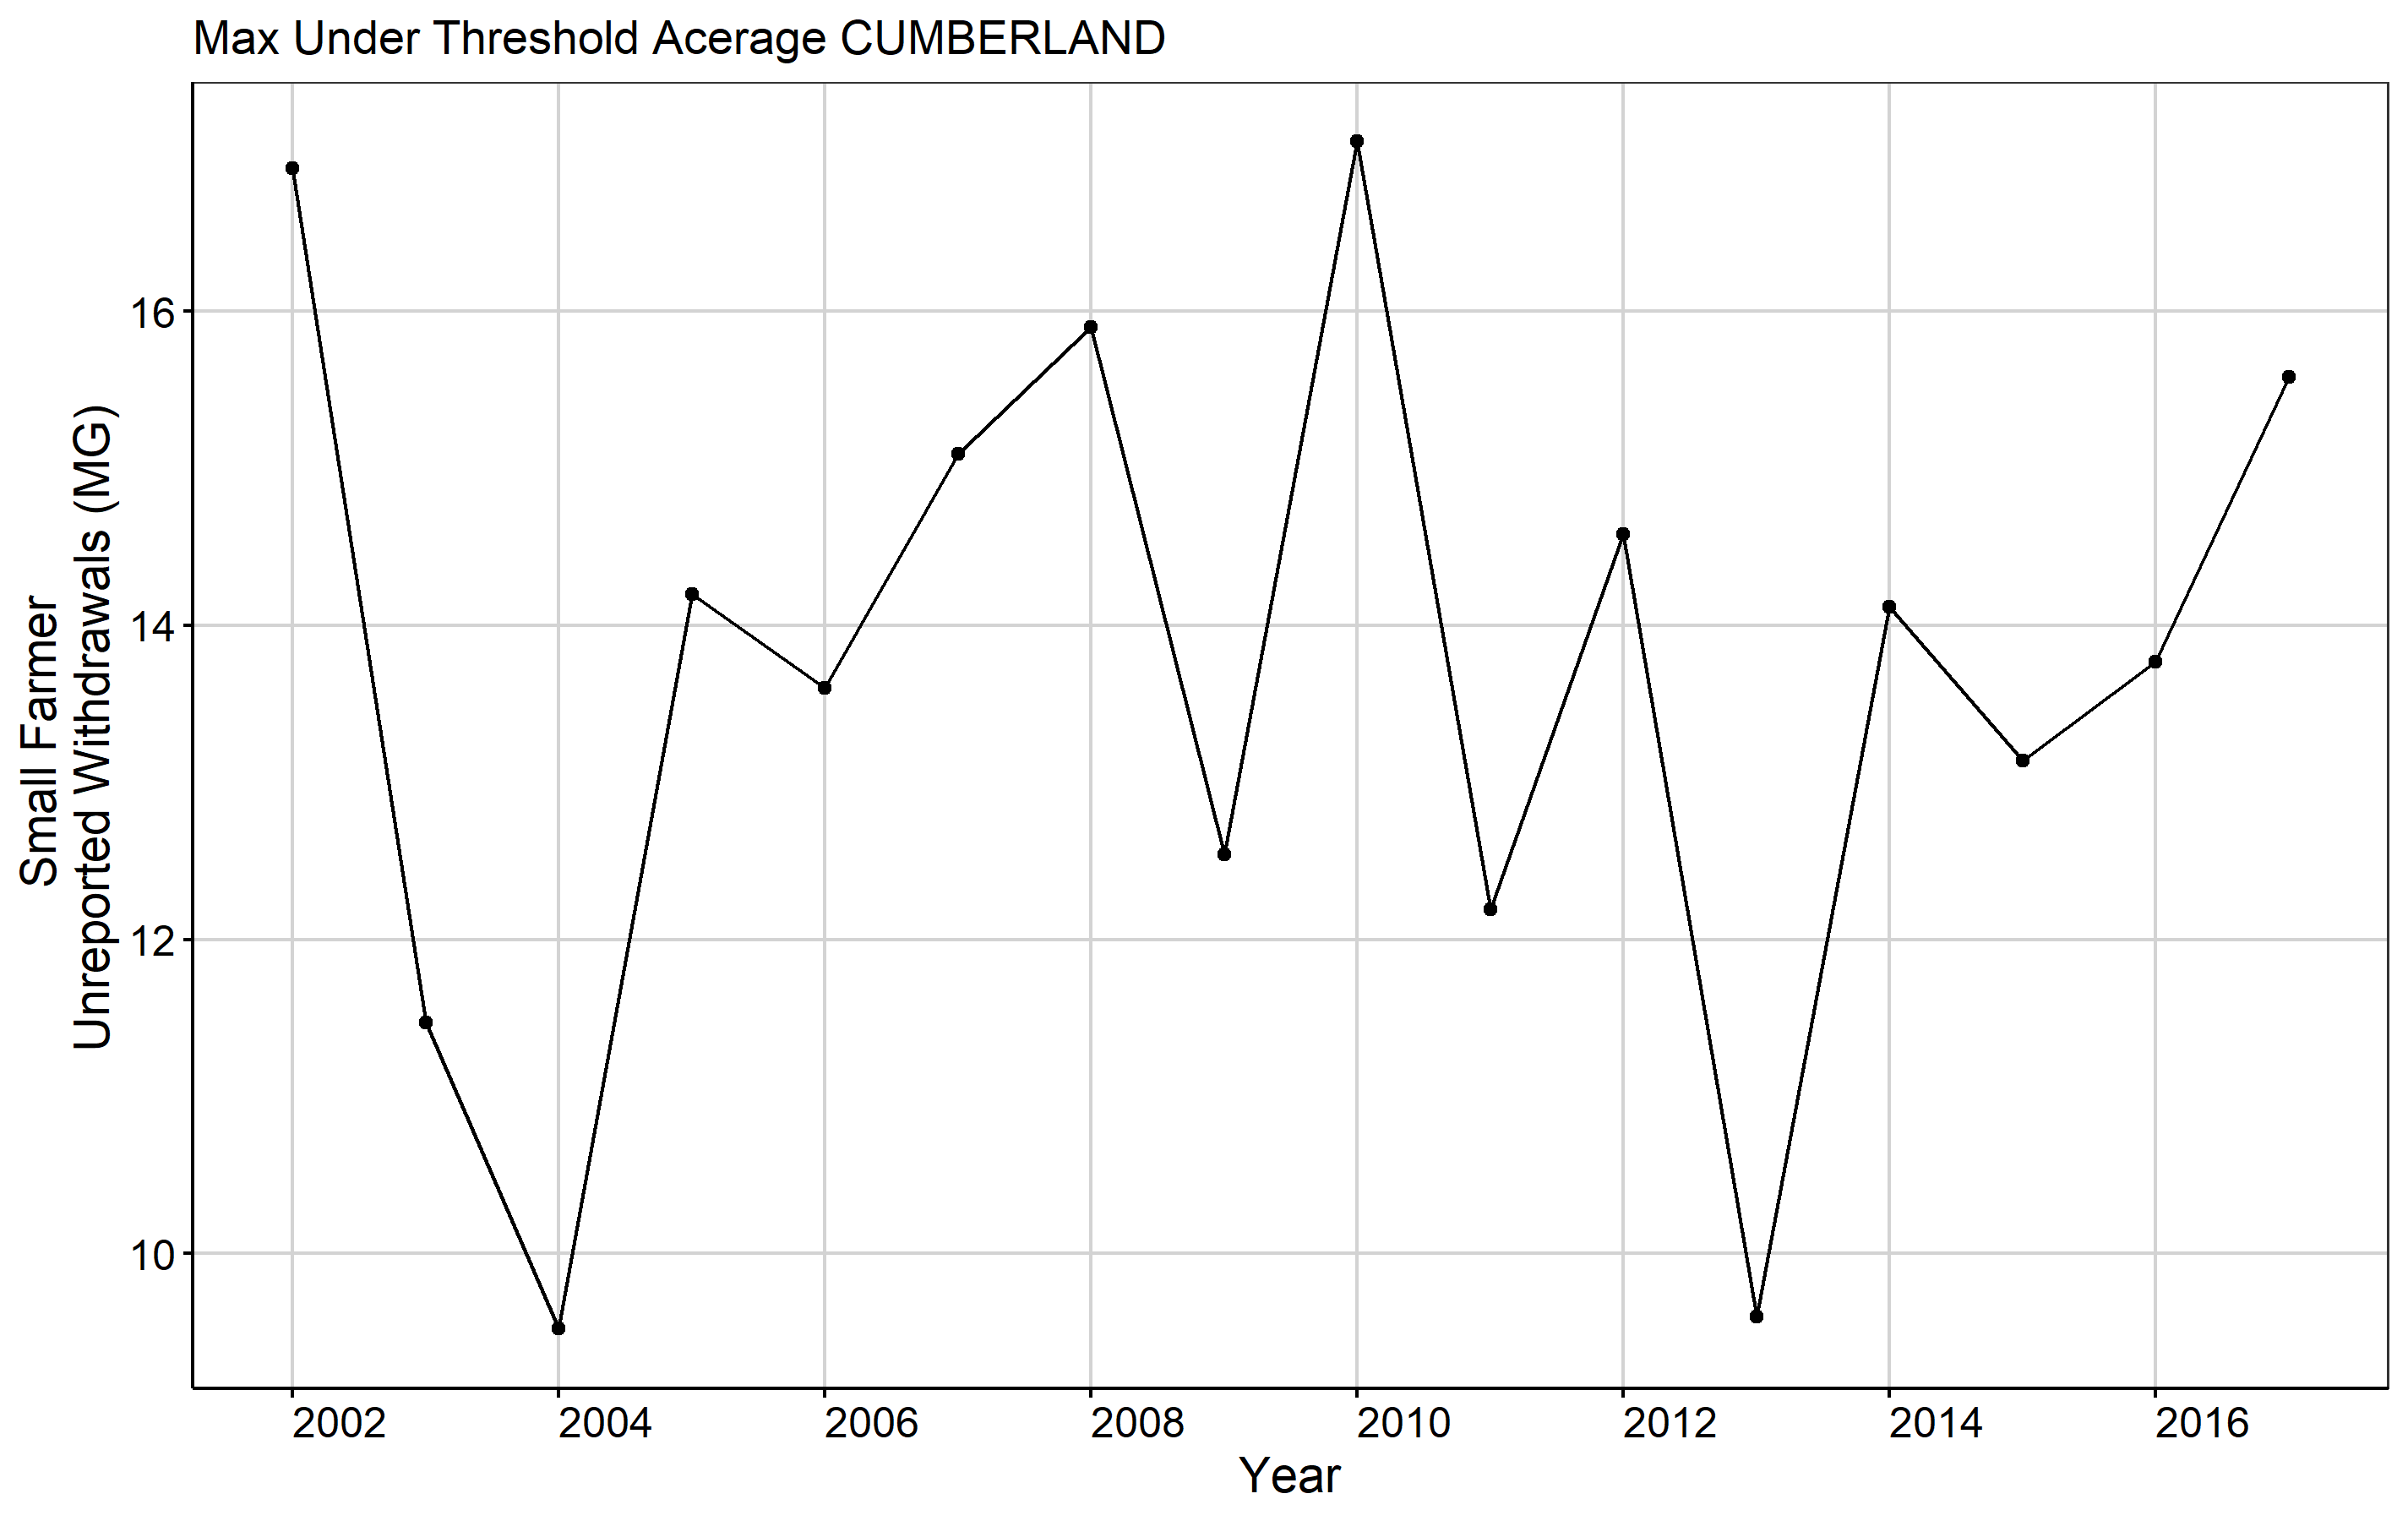 Max Under Threshold Acerage CUMBERLAND
Small Farmer
Unreported Withdrawals (MG)
16
14
12
10
2002 2004 2006 2008 2010 2012 2014 2016
Year